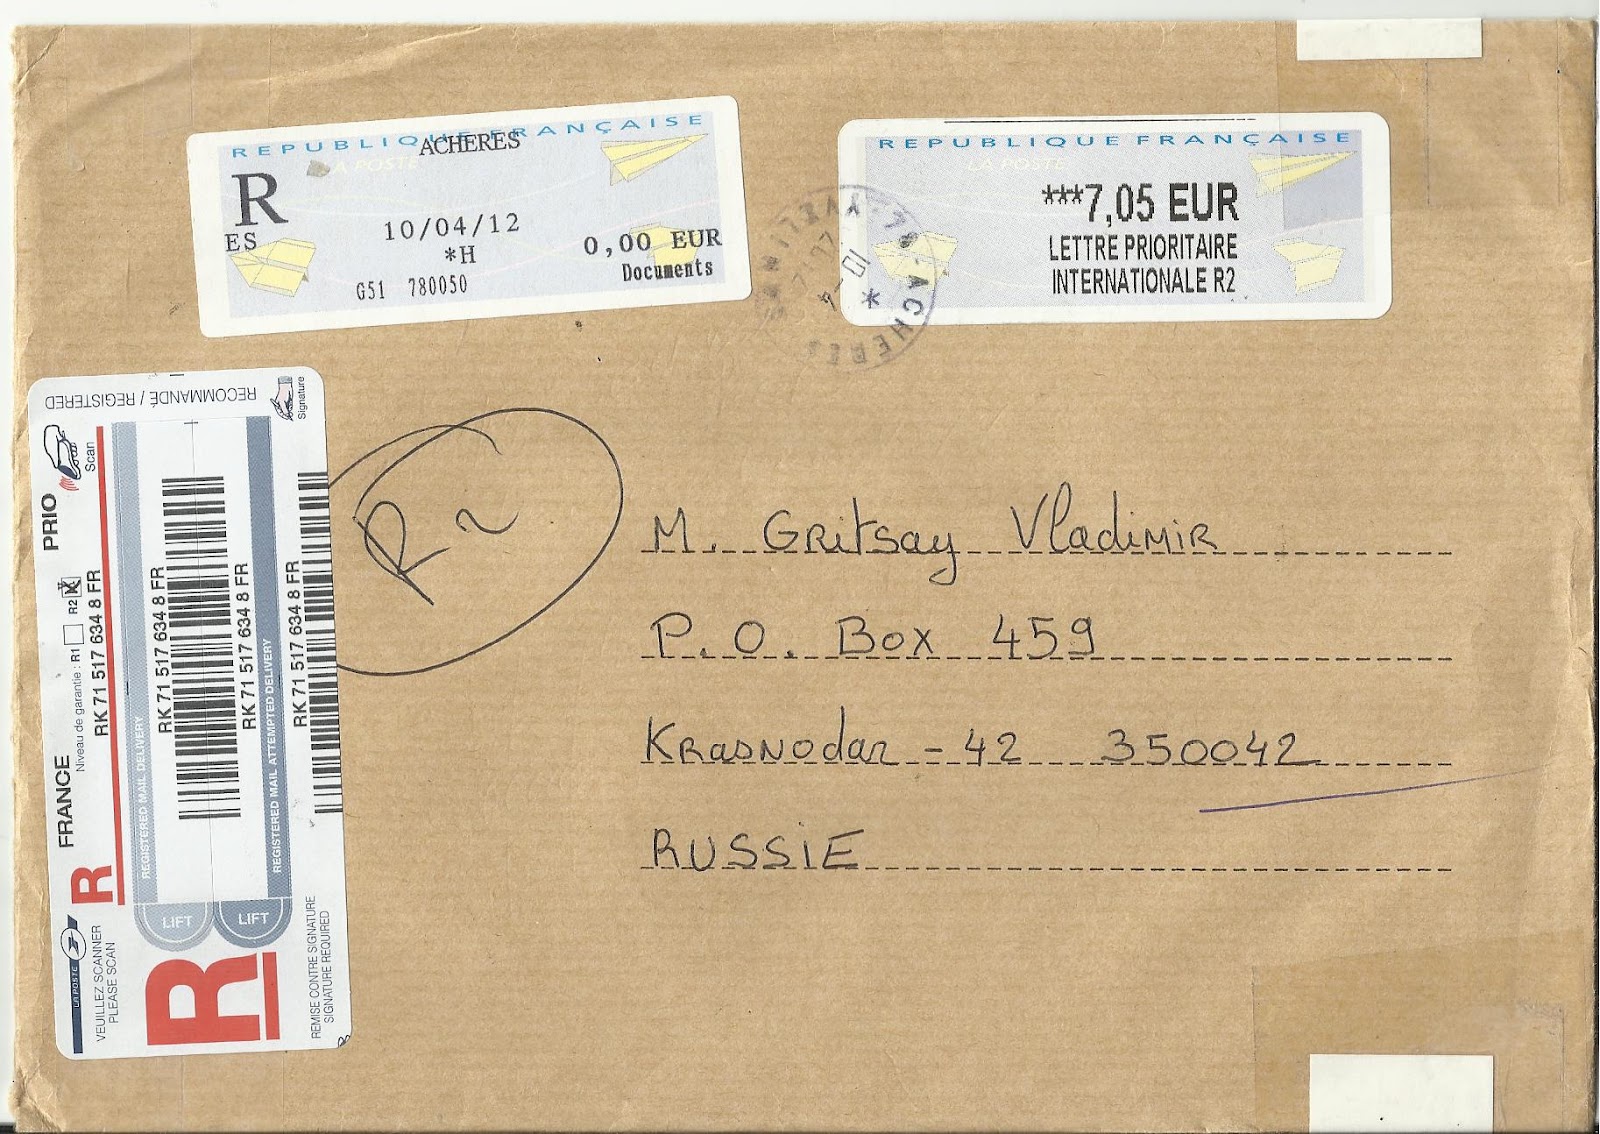 REPUBLIQUE FRANÇAISE
LA POSTE
ACHERES
R
ES
10/04/12
*H
0,00 EUR
Documents
G51 780050
REPUBLIQUE FRANÇAISE
LA POSTE
***7,05 EUR
LETTRE PRIORITAIRE
INTERNATIONALE R2
78 - ACHERES
*
RECOMMANDÉ / REGISTERED
Signature
Scan
PRIO
FRANCE
Niveau de garantie : R1 R2
RK 71 517 634 8 FR
R
REGISTERED MAIL DELIVERY
RK 71 517 634 8 FR
RK 71 517 634 8 FR
REGISTERED MAIL ATTEMPTED DELIVERY
RK 71 517 634 8 FR
LIFT
LIFT
LA POSTE
VEUILLEZ SCANNER
PLEASE SCAN
R
REMISE CONTRE SIGNATURE
SIGNATURE REQUIRED
R2
M. Gritsay Vladimir
P.O. Box 459
Krasnodar - 42 350042
RUSSiE